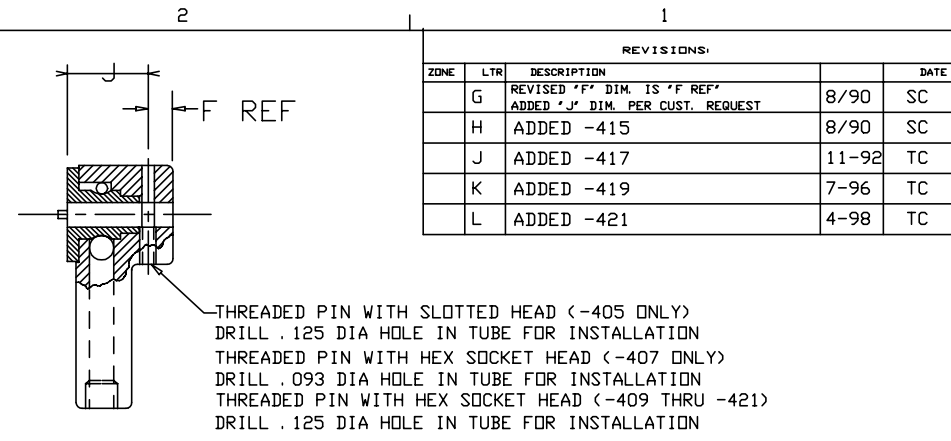 2 1
REVISIONS:
ZONE LTR DESCRIPTION DATE
G REVISED "F" DIM. IS "F REF" 8/90 SC
ADDED "J" DIM. PER CUST. REQUEST
H ADDED -415 8/90 SC
J ADDED -417 11-92 TC
K ADDED -419 7-96 TC
L ADDED -421 4-98 TC
J
F REF
THREADED PIN WITH SLOTTED HEAD (-405 ONLY)
DRILL .125 DIA HOLE IN TUBE FOR INSTALLATION
THREADED PIN WITH HEX SOCKET HEAD (-407 ONLY)
DRILL .093 DIA HOLE IN TUBE FOR INSTALLATION
THREADED PIN WITH HEX SOCKET HEAD (-409 THRU -421)
DRILL .125 DIA HOLE IN TUBE FOR INSTALLATION